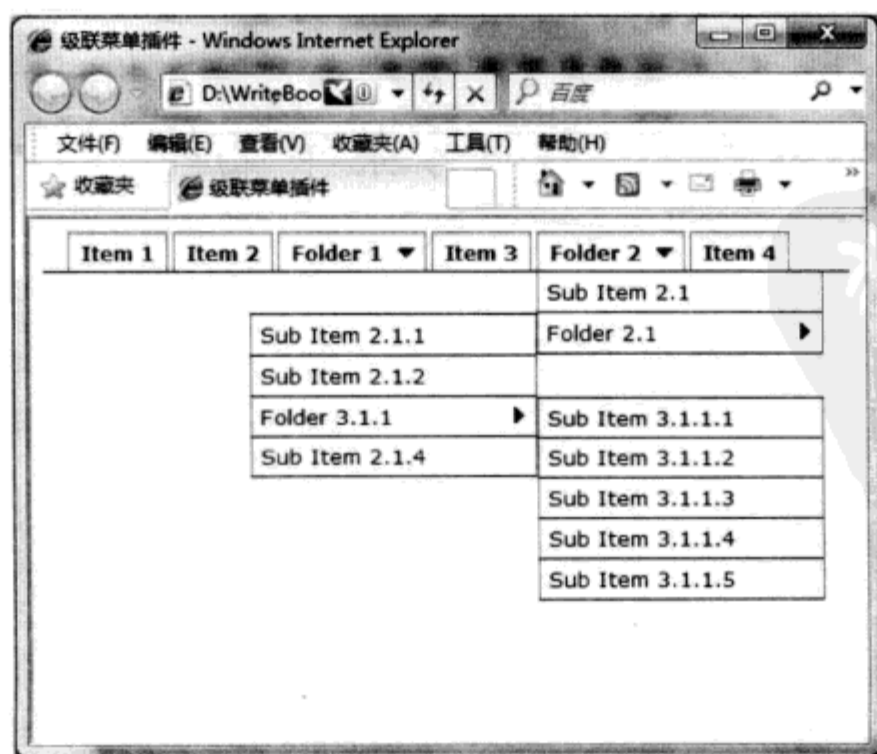 级联菜单插件 - Windows Internet Explorer
D:\WriteBoo
百度
文件(F) 编辑(E) 查看(V) 收藏夹(A) 工具(T) 帮助(H)
收藏夹 级联菜单插件
Item 1 Item 2 Folder 1 Item 3 Folder 2 Item 4
Sub Item 2.1
Folder 2.1
Sub Item 2.1.1
Sub Item 2.1.2
Folder 3.1.1
Sub Item 2.1.4
Sub Item 3.1.1.1
Sub Item 3.1.1.2
Sub Item 3.1.1.3
Sub Item 3.1.1.4
Sub Item 3.1.1.5